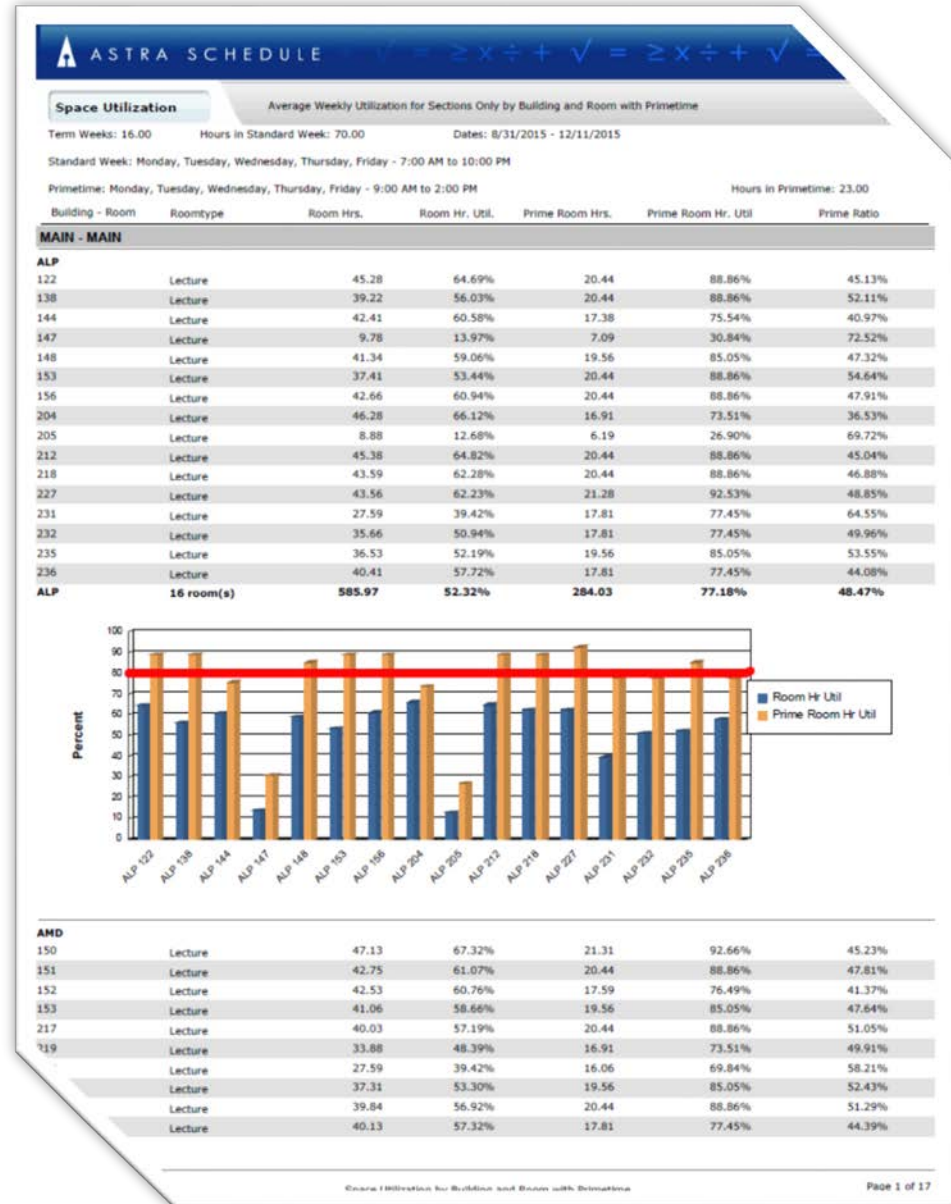 ASTRA SCHEDULE √ = ≥ x ÷ + √ = ≥ x ÷ + √ =
Space Utilization Average Weekly Utilization for Sections Only by Building and Room with Primetime
Term Weeks: 16.00 Hours in Standard Week: 70.00 Dates: 8/31/2015 - 12/11/2015
Standard Week: Monday, Tuesday, Wednesday, Thursday, Friday - 7:00 AM to 10:00 PM
Primetime: Monday, Tuesday, Wednesday, Thursday, Friday - 9:00 AM to 2:00 PM Hours in Primetime: 23.00
Building - Room Roomtype Room Hrs. Room Hr. Util. Prime Room Hrs. Prime Room Hr. Util Prime Ratio
MAIN - MAIN
ALP
122 Lecture 45.28 64.69% 20.44 88.86% 45.13%
138 Lecture 39.22 56.03% 20.44 88.86% 52.11%
144 Lecture 42.41 60.58% 17.38 75.54% 40.97%
147 Lecture 9.78 13.97% 7.09 30.84% 72.52%
148 Lecture 41.34 59.06% 19.56 85.05% 47.32%
153 Lecture 37.41 53.44% 20.44 88.86% 54.64%
156 Lecture 42.66 60.94% 20.44 88.86% 47.91%
204 Lecture 46.28 66.12% 16.91 73.51% 36.53%
205 Lecture 8.88 12.68% 6.19 26.90% 69.72%
212 Lecture 45.38 64.82% 20.44 88.86% 45.04%
218 Lecture 43.59 62.28% 20.44 88.86% 46.88%
227 Lecture 43.56 62.23% 21.28 92.53% 48.85%
231 Lecture 27.59 39.42% 17.81 77.45% 64.55%
232 Lecture 35.66 50.94% 17.81 77.45% 49.96%
235 Lecture 36.53 52.19% 19.56 85.05% 53.55%
236 Lecture 40.41 57.72% 17.81 77.45% 44.08%
ALP 16 room(s) 585.97 52.32% 284.03 77.18% 48.47%
100
90
80
70
60
50
40
30
20
10
0
Percent
Room Hr Util
Prime Room Hr Util
ALP 122 ALP 138 ALP 144 ALP 147 ALP 148 ALP 153 ALP 156 ALP 204 ALP 205 ALP 212 ALP 218 ALP 227 ALP 231 ALP 232 ALP 235 ALP 236
AMD
150 Lecture 47.13 67.32% 21.31 92.66% 45.23%
151 Lecture 42.75 61.07% 20.44 88.86% 47.81%
152 Lecture 42.53 60.76% 17.59 76.49% 41.37%
153 Lecture 41.06 58.66% 19.56 85.05% 47.64%
217 Lecture 40.03 57.19% 20.44 88.86% 51.05%
219 Lecture 33.88 48.39% 16.91 73.51% 49.91%
Lecture 27.59 39.42% 16.06 69.84% 58.21%
Lecture 37.31 53.30% 19.56 85.05% 52.43%
Lecture 39.84 56.92% 20.44 88.86% 51.29%
Lecture 40.13 57.32% 17.81 77.45% 44.39%
Space Utilization by Building and Room with Primetime Page 1 of 17